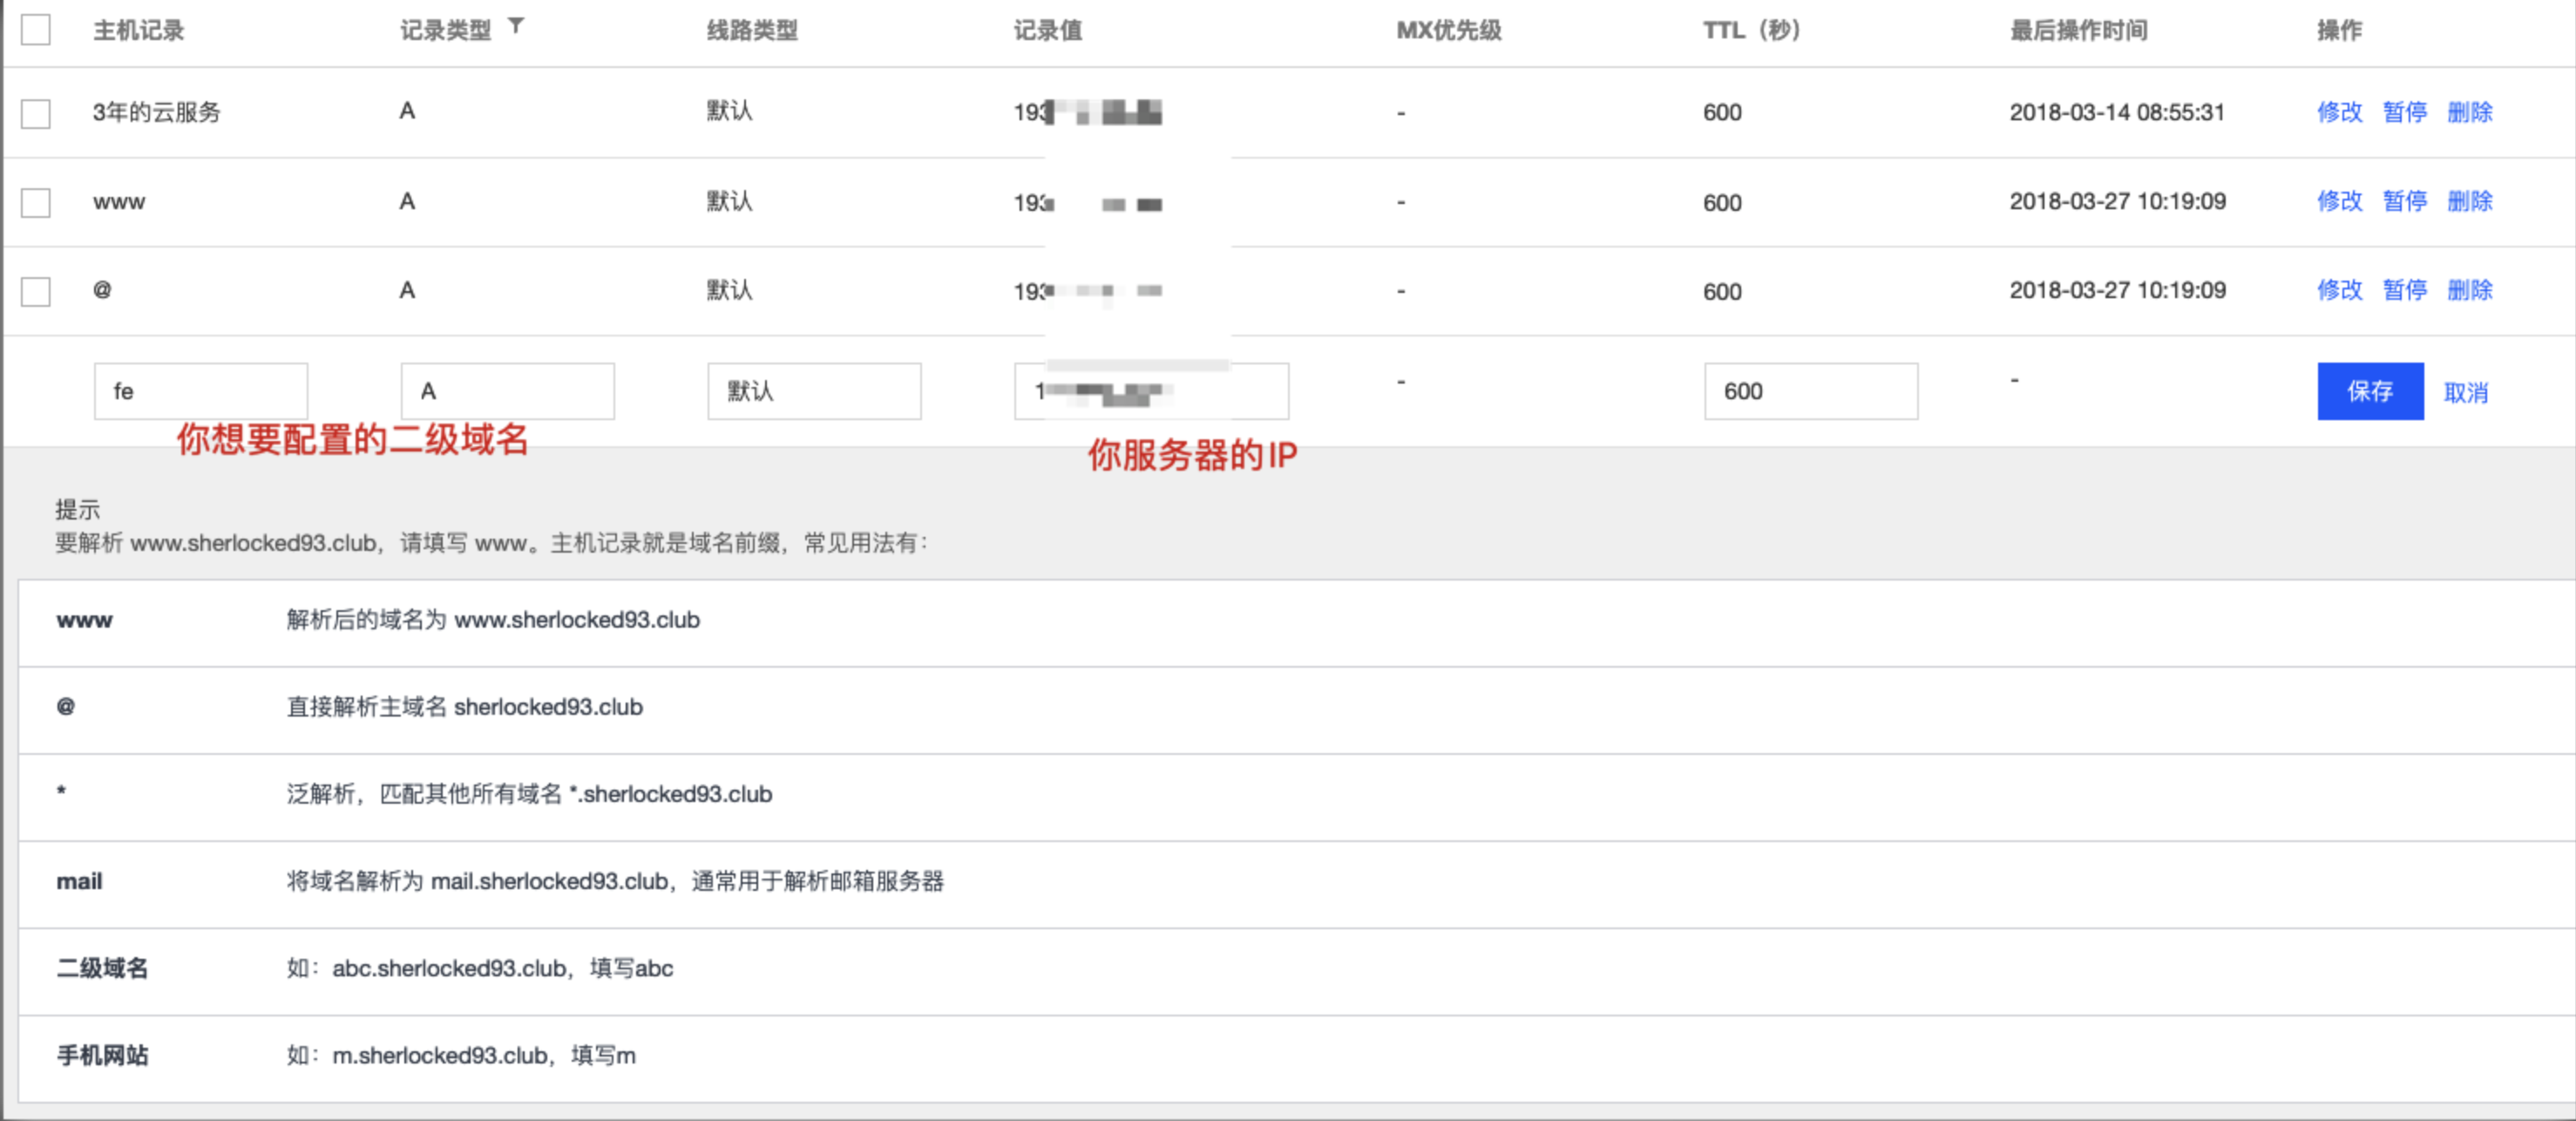 主机记录 记录类型 线路类型 记录值 MX优先级 TTL（秒） 最后操作时间 操作
3年的云服务 A 默认 193 - 600 2018-03-14 08:55:31 修改 暂停 删除
www A 默认 193 - 600 2018-03-27 10:19:09 修改 暂停 删除
@ A 默认 193 - 600 2018-03-27 10:19:09 修改 暂停 删除
fe A 默认 1 - 600 - 保存 取消
你想要配置的二级域名 你服务器的IP
提示
要解析 www.sherlocked93.club，请填写 www。主机记录就是域名前缀，常见用法有：
www 解析后的域名为 www.sherlocked93.club
@ 直接解析主域名 sherlocked93.club
* 泛解析，匹配其他所有域名 *.sherlocked93.club
mail 将域名解析为 mail.sherlocked93.club，通常用于解析邮箱服务器
二级域名 如：abc.sherlocked93.club，填写abc
手机网站 如：m.sherlocked93.club，填写m